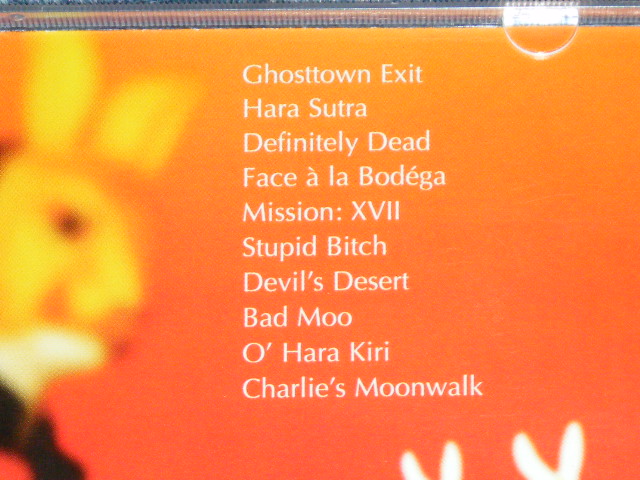 Ghosttown Exit
Hara Sutra
Definitely Dead
Face à la Bodéga
Mission: XVII
Stupid Bitch
Devil's Desert
Bad Moo
O' Hara Kiri
Charlie's Moonwalk